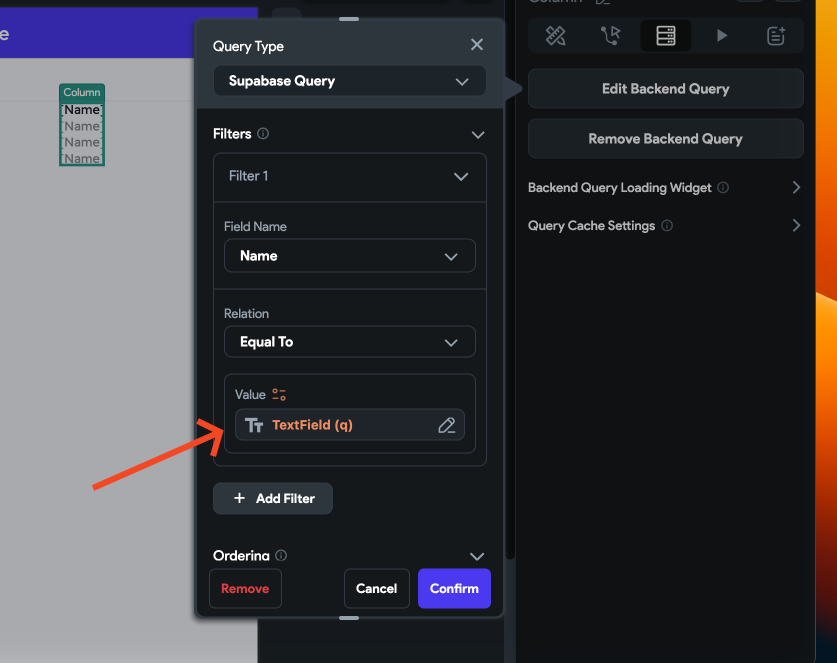 e
Column
Query Type
Supabase Query
Edit Backend Query
Column
Name
Name
Name
Name
Filters
Remove Backend Query
Filter 1
Backend Query Loading Widget
Field Name
Query Cache Settings
Name
Relation
Equal To
Value
TextField (q)
+ Add Filter
Ordering
Remove
Cancel
Confirm